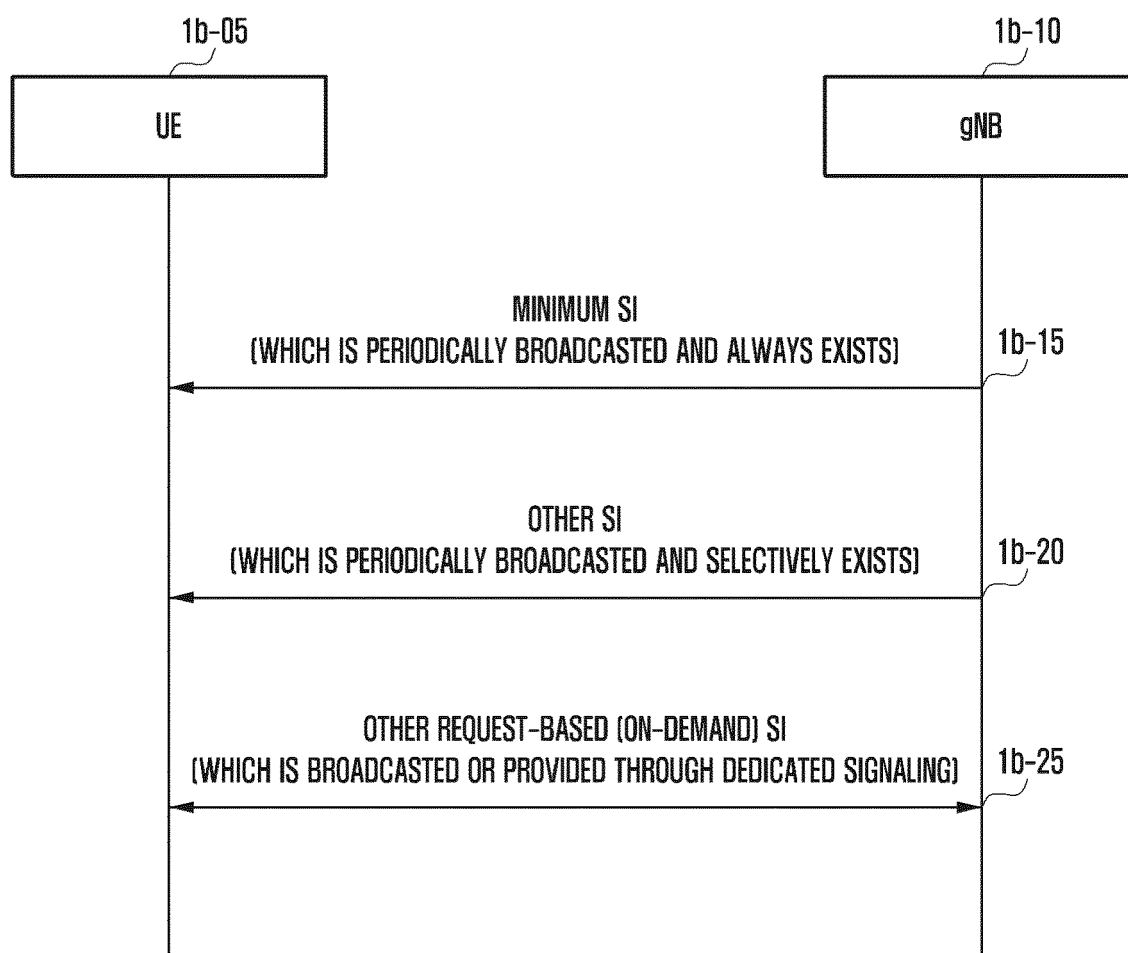 1b-05
1b-10
UE
gNB
MINIMUM SI
(WHICH IS PERIODICALLY BROADCASTED AND ALWAYS EXISTS)
1b-15
OTHER SI
(WHICH IS PERIODICALLY BROADCASTED AND SELECTIVELY EXISTS)
1b-20
OTHER REQUEST-BASED (ON-DEMAND) SI
(WHICH IS BROADCASTED OR PROVIDED THROUGH DEDICATED SIGNALING)
1b-25